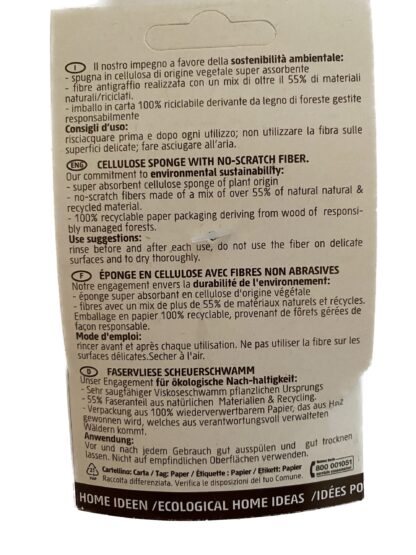 I Il nostro impegno a favore della sostenibilità ambientale:
- spugna in cellulosa di origine vegetale super assorbente
- fibre antigraffio realizzata con un mix di oltre il 55% di materiali
naturali/riciclati.
- imballo in carta 100% riciclabile derivante da legno di foreste gestite
responsabilmente
Consigli d'uso:
risciacquare prima e dopo ogni utilizzo; non utilizzare la fibra sulle
superfici delicate; fare asciugare all'aria.
ENG CELLULOSE SPONGE WITH NO-SCRATCH FIBER.
Our commitment to environmental sustainability:
- super absorbent cellulose sponge of plant origin
- no-scratch fibers made of a mix of over 55% of natural natural &
recycled material.
- 100% recyclable paper packaging deriving from wood of responsi-
bly managed forests.
Use suggestions:
rinse before and after each use, do not use the fiber on delicate
surfaces and to dry thoroughly.
F ÉPONGE EN CELLULOSE AVEC FIBRES NON ABRASIVES
Notre engagement envers la durabilité de l'environnement:
- éponge super absorbant en cellulose d'origine végétale
- fibres avec un mix de plus de 55% de matériaux naturels et récycles.
Emballage en papier 100% recyclable, provenant de fôrets gérées de
façon responsable.
Mode d'emploi:
rincer avant et après chaque utilisation. Ne pas utiliser la fibre sur les
surfaces délicates.Secher à l'air.
D FASERVLIESE SCHEUERSCHWAMM
Unser Engagement für ökologische Nach-haltigkeit:
- Sehr saugfähiger Viskoseschwamm pflanzlichen Ursprungs
- 55% Faseranteil aus natürlichen Materialien & Recycling.
- Verpackung aus 100% wiederverwertbarem Papier, das aus Holz
gewonnen wird, welches aus verantwortungsvoll verwalteten
Wäldern kommt.
Anwendung:
Vor und nach jedem Gebrauch gut ausspülen und gut trocknen
lassen. Nicht auf empfindlichen Oberflächen verwenden.
Cartellino: Carta / Tag: Paper / Étiquette : Papier / Etikett: Papier
Raccolta differenziata. Verifica le disposizioni del tuo Comune.
800 001051
HOME IDEEN /ECOLOGICAL HOME IDEAS /IDÉES PO